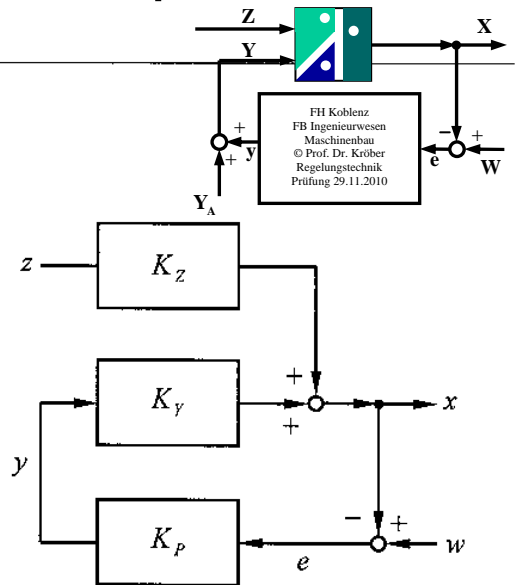 Z
X
Y
FH Koblenz
FB Ingenieurwesen
Maschinenbau
© Prof. Dr. Kröber
Regelungstechnik
Prüfung 29.11.2010
+
y
+
Y_A
−
+
e
W
z
K_Z
+
K_Y
+
x
y
−
+
K_P
e
w